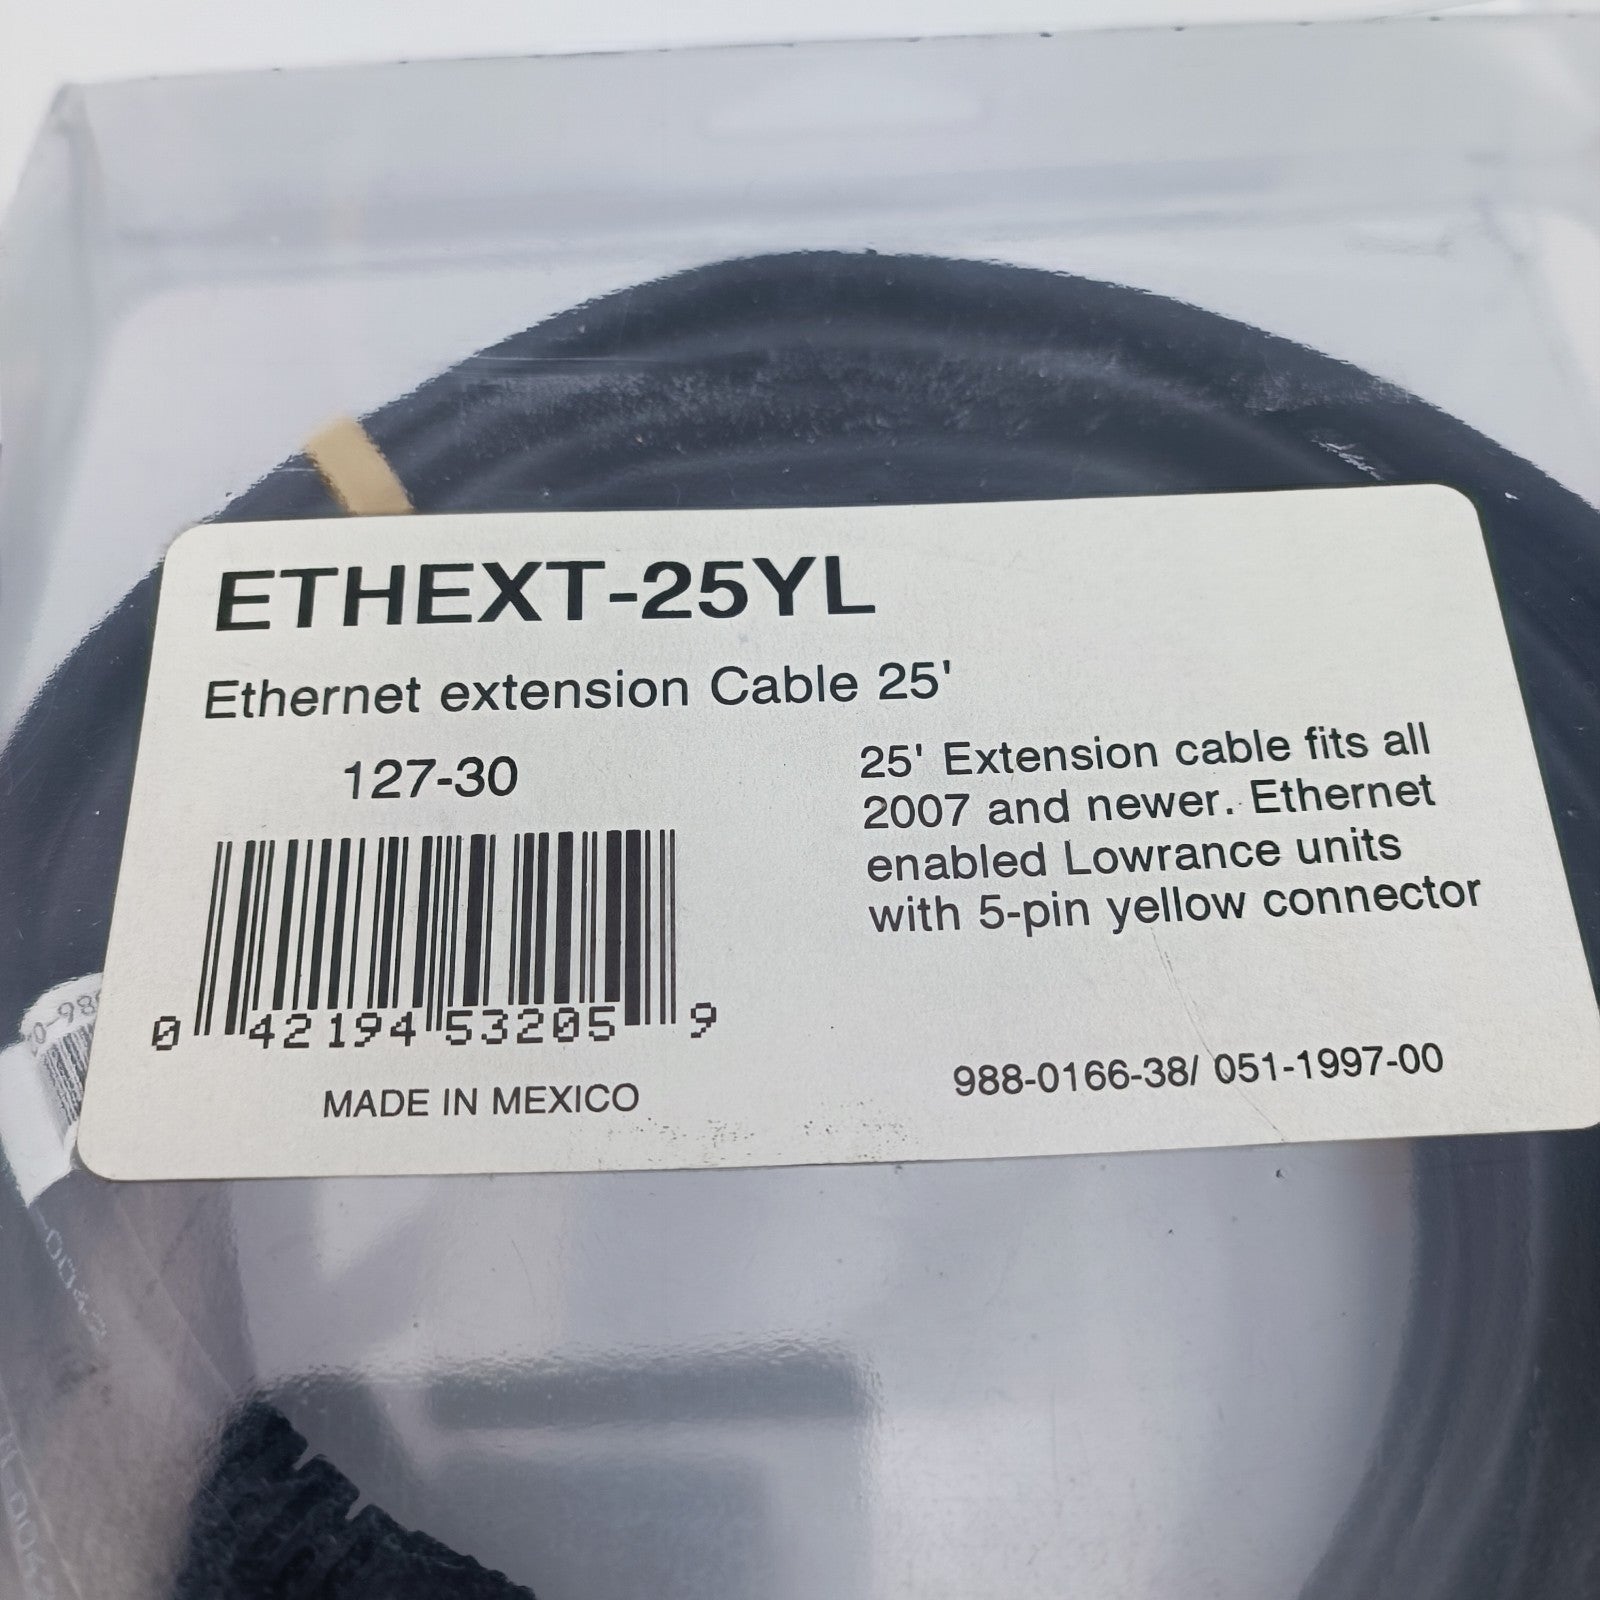 ETHEXT-25YL
Ethernet extension Cable 25'
127-30
25' Extension cable fits all
2007 and newer. Ethernet
enabled Lowrance units
with 5-pin yellow connector
0 42194 53205 9
MADE IN MEXICO
988-0166-38/ 051-1997-00